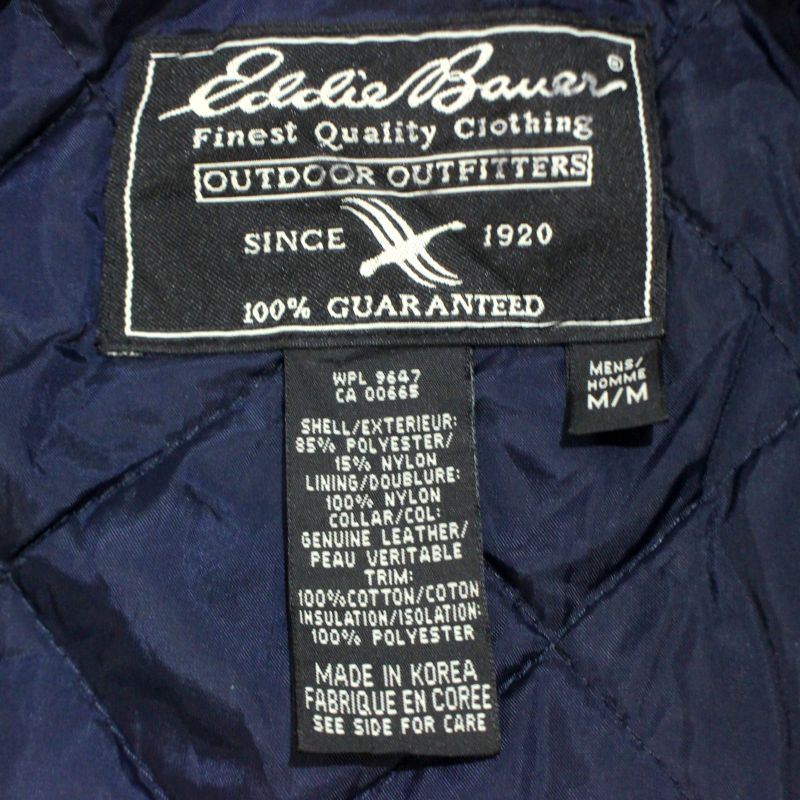 Eddie Bauer®
Finest Quality Clothing
OUTDOOR OUTFITTERS
SINCE 1920
100% GUARANTEED
MENS/
HOMME
M/M
WPL 9647
CA 00665
SHELL/EXTERIEUR:
85% POLYESTER/
15% NYLON
LINING/DOUBLURE:
100% NYLON
COLLAR/COL:
GENUINE LEATHER/
PEAU VERITABLE
TRIM:
100%COTTON/COTON
INSULATION/ISOLATION:
100% POLYESTER
MADE IN KOREA
FABRIQUE EN COREE
SEE SIDE FOR CARE